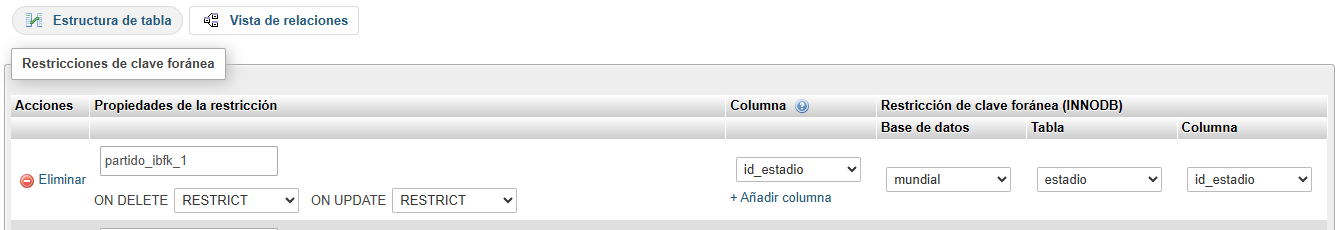 Estructura de tabla
Vista de relaciones
Restricciones de clave foránea
Acciones
Propiedades de la restricción
Columna
Restricción de clave foránea (INNODB)
Base de datos
Tabla
Columna
Eliminar
partido_ibfk_1
ON DELETE
RESTRICT
ON UPDATE
RESTRICT
id_estadio
+ Añadir columna
mundial
estadio
id_estadio